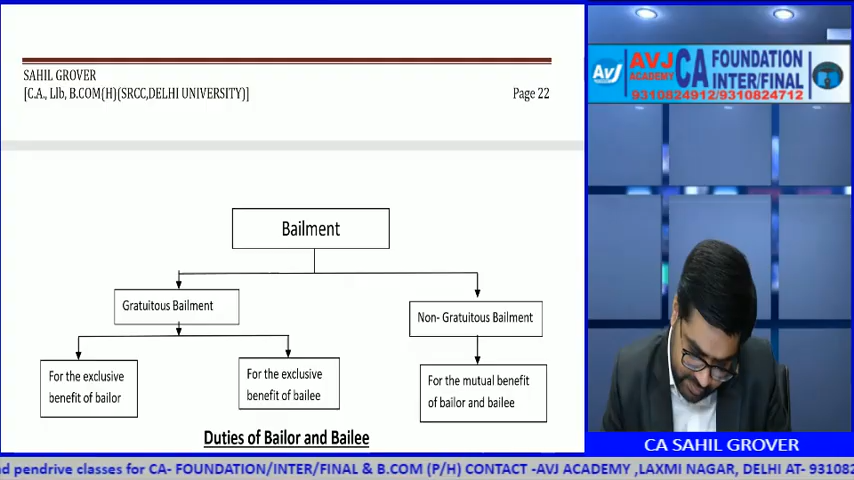 SAHIL GROVER
[C.A., Llb, B.COM(H)(SRCC,DELHI UNIVERSITY)]
Page 22
Bailment
Gratuitous Bailment
Non- Gratuitous Bailment
For the exclusive
benefit of bailor
For the exclusive
benefit of bailee
For the mutual benefit
of bailor and bailee
Duties of Bailor and Bailee
AVJ
AVJ
ACADEMY
CA
FOUNDATION
INTER/FINAL
9310824912/9310824712
CA SAHIL GROVER
nd pendrive classes for CA- FOUNDATION/INTER/FINAL & B.COM (P/H) CONTACT -AVJ ACADEMY ,LAXMI NAGAR, DELHI AT- 93108